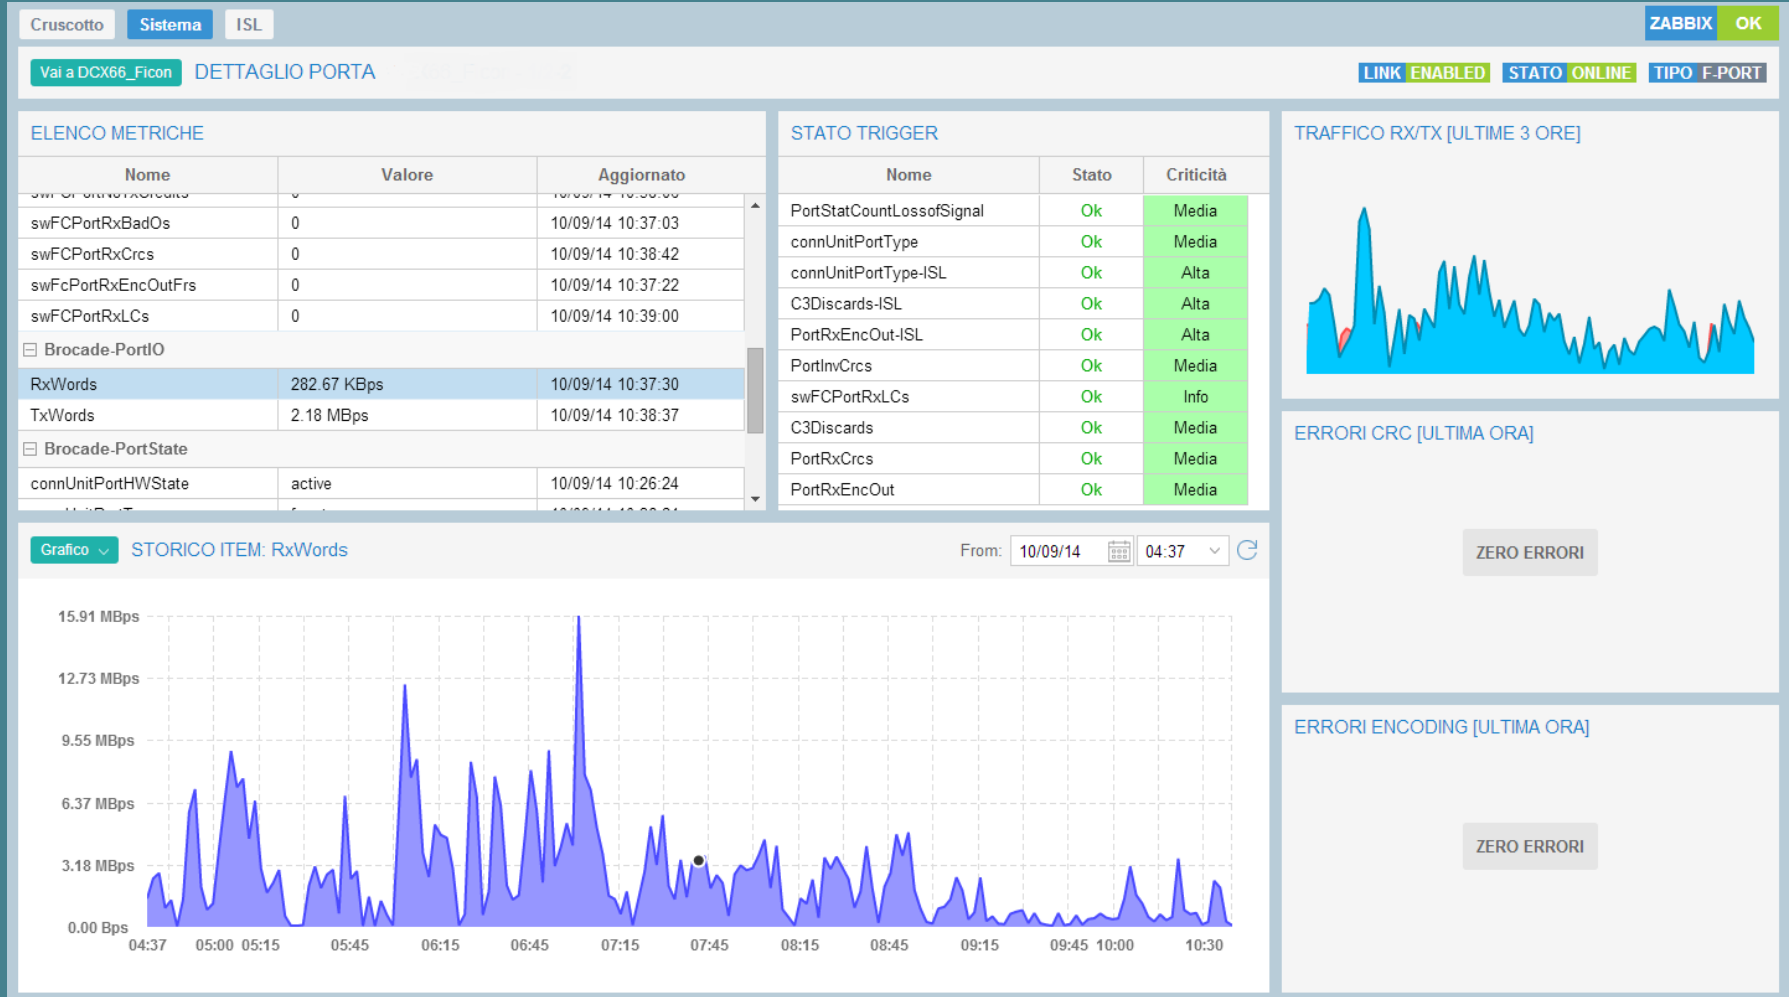 Cruscotto Sistema ISL ZABBIX OK
Vai a DCX66_Ficon DETTAGLIO PORTA LINK ENABLED STATO ONLINE TIPO F-PORT
ELENCO METRICHE
Nome Valore Aggiornato
swFCPortRxBadOs 0 10/09/14 10:37:03
swFCPortRxCrcs 0 10/09/14 10:38:42
swFcPortRxEncOutFrs 0 10/09/14 10:37:22
swFCPortRxLCs 0 10/09/14 10:39:00
Brocade-PortIO
RxWords 282.67 KBps 10/09/14 10:37:30
TxWords 2.18 MBps 10/09/14 10:38:37
Brocade-PortState
connUnitPortHWState active 10/09/14 10:26:24
STATO TRIGGER
Nome Stato Criticità
PortStatCountLossofSignal Ok Media
connUnitPortType Ok Media
connUnitPortType-ISL Ok Alta
C3Discards-ISL Ok Alta
PortRxEncOut-ISL Ok Alta
PortInvCrcs Ok Media
swFCPortRxLCs Ok Info
C3Discards Ok Media
PortRxCrcs Ok Media
PortRxEncOut Ok Media
TRAFFICO RX/TX [ULTIME 3 ORE]
ERRORI CRC [ULTIMA ORA]
ZERO ERRORI
ERRORI ENCODING [ULTIMA ORA]
ZERO ERRORI
Grafico STORICO ITEM: RxWords From: 10/09/14 04:37
15.91 MBps
12.73 MBps
9.55 MBps
6.37 MBps
3.18 MBps
0.00 Bps
04:37 05:00 05:15 05:45 06:15 06:45 07:15 07:45 08:15 08:45 09:15 09:45 10:00 10:30